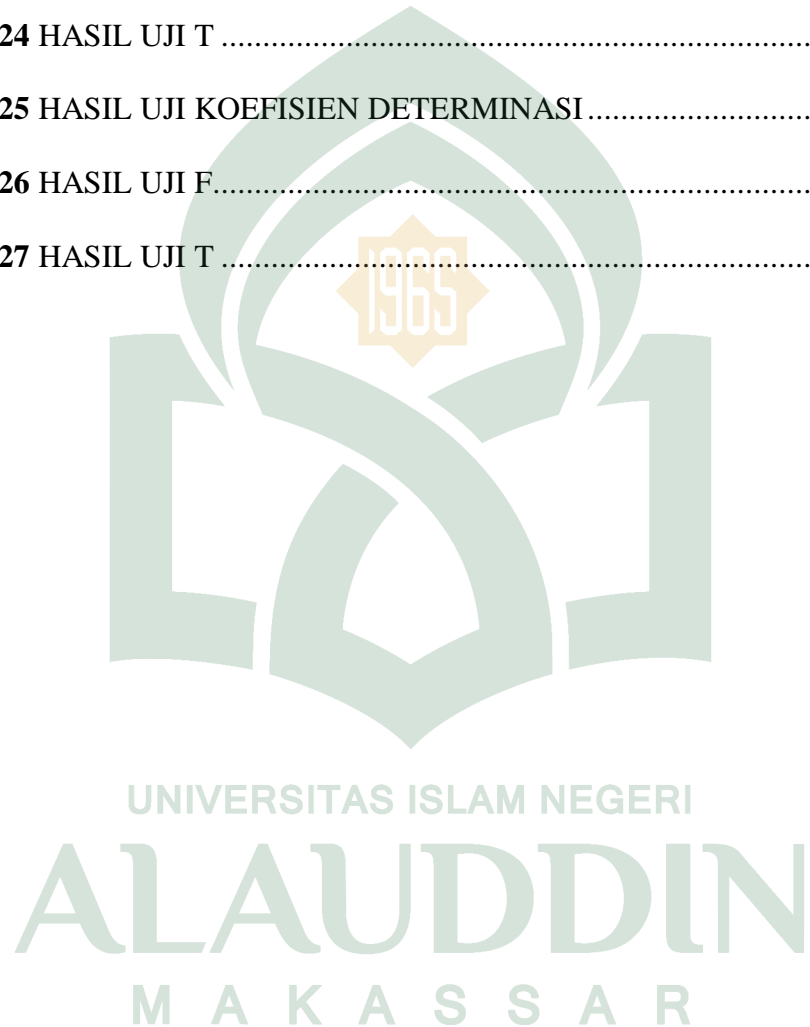 24 HASIL UJI T ........................................................................
25 HASIL UJI KOEFISIEN DETERMINASI ...........................
26 HASIL UJI F.........................................................................
27 HASIL UJI T ........................................................................
1965
UNIVERSITAS ISLAM NEGERI
ALAUDDIN
MAKASSAR